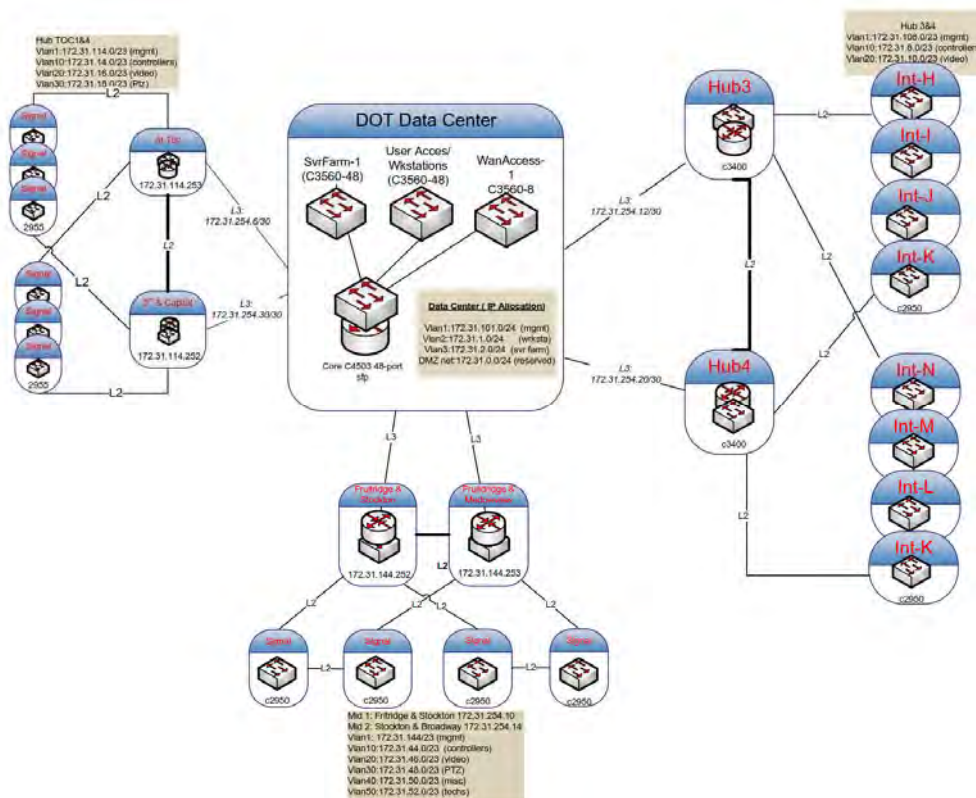 Hub TOC1&4
Vlan1:172.31.114.0/23 (mgmt)
Vlan10:172.31.14.0/23 (controllers)
Vlan20:172.31.16.0/23 (video)
Vlan30:172.31.18.0/23 (Ptz)
L2
Signal
2955
L2
L2
Signal
Signal
Signal
2955
L2
172.31.114.253
L2
3rd & Capitol
172.31.114.252
L3:
172.31.254.6/30
L3:
172.31.254.30/30
DOT Data Center
SvrFarm-1
(C3560-48)
User Acces/
Wkstations
(C3560-48)
WanAccess-
1
C3560-8
Core C4503 48-port
sfp
Data Center ( IP Allocation)
Vlan1:172.31.101.0/24 (mgmt)
Vlan2:172.31.1.0/24 (wrksta)
Vlan3:172.31.2.0/24 (svr farm)
DMZ net:172.31.0.0/24 (reserved)
L3:
172.31.254.12/30
L3:
172.31.254.20/30
Hub3
c3400
L2
Hub4
c3400
L2
L2
L2
L2
Hub 3&4
Vlan1:172.31.108.0/23 (mgmt)
Vlan10:172.31.8.0/23 (controllers
Vlan20:172.31.10.0/23 (video)
Int-H
Int-I
Int-J
Int-K
c2950
Int-N
Int-M
Int-L
Int-K
c2950
L3
L3
Fruitridge &
Stockton
172.31.144.252
L2
Fruitridge &
172.31.144.253
L2
L2
L2
L2
Signal
c2950
L2
Signal
c2950
Signal
c2950
L2
Signal
c2950
Mid 1: Fritridge & Stockton 172.31.254.10
Mid 2: Stockton & Broadway 172.31.254.14
Vlan1: 172.31.144/23 (mgmt)
Vlan10:172.31.44.0/23 (controllers)
Vlan20:172.31.46.0/23 (video)
Vlan30:172.31.48.0/23 (PTZ)
Vlan40:172.31.50.0/23 (misc)
Vlan50:172.31.52.0/23 (techs)